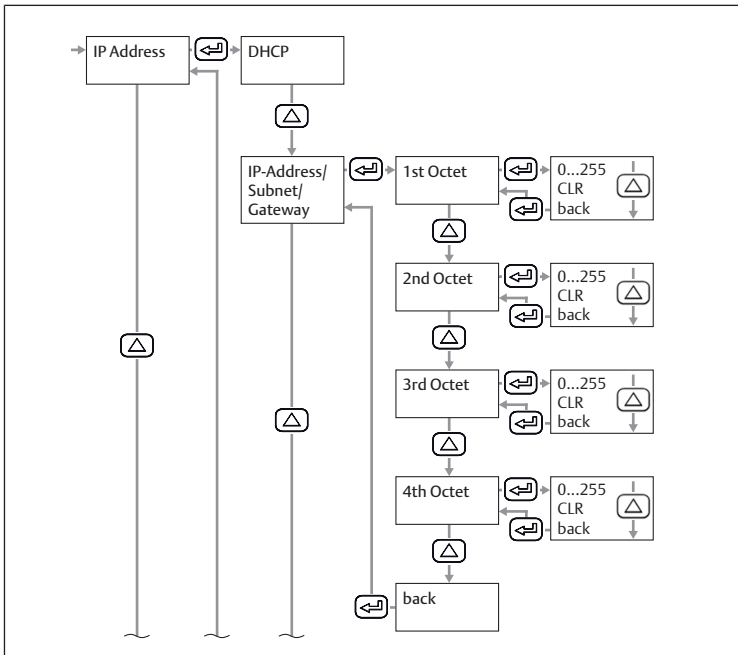 IP Address
DHCP
IP-Address/
Subnet/
Gateway
1st Octet
0...255
CLR
back
2nd Octet
0...255
CLR
back
3rd Octet
0...255
CLR
back
4th Octet
0...255
CLR
back
back